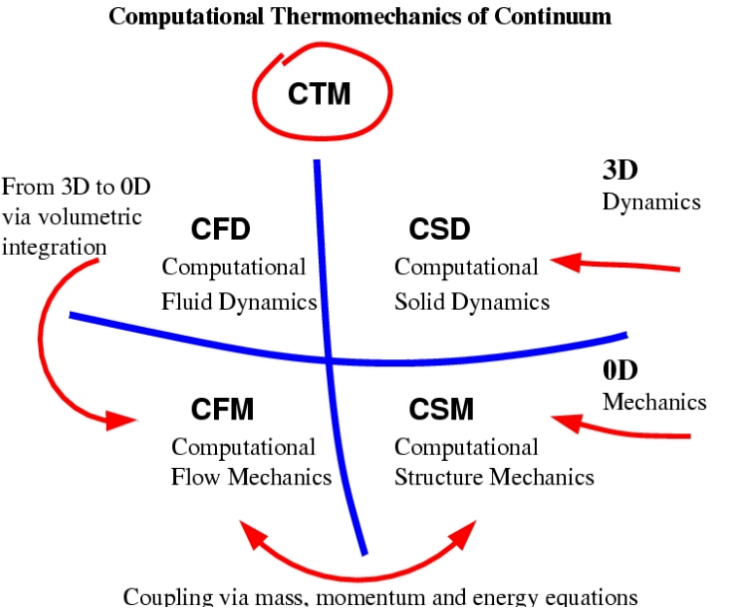 Computational Thermomechanics of Continuum
CTM
From 3D to 0D
via volumetric
integration
CFD
Computational
Fluid Dynamics
CSD
Computational
Solid Dynamics
3D
Dynamics
CFM
Computational
Flow Mechanics
CSM
Computational
Structure Mechanics
0D
Mechanics
Coupling via mass, momentum and energy equations